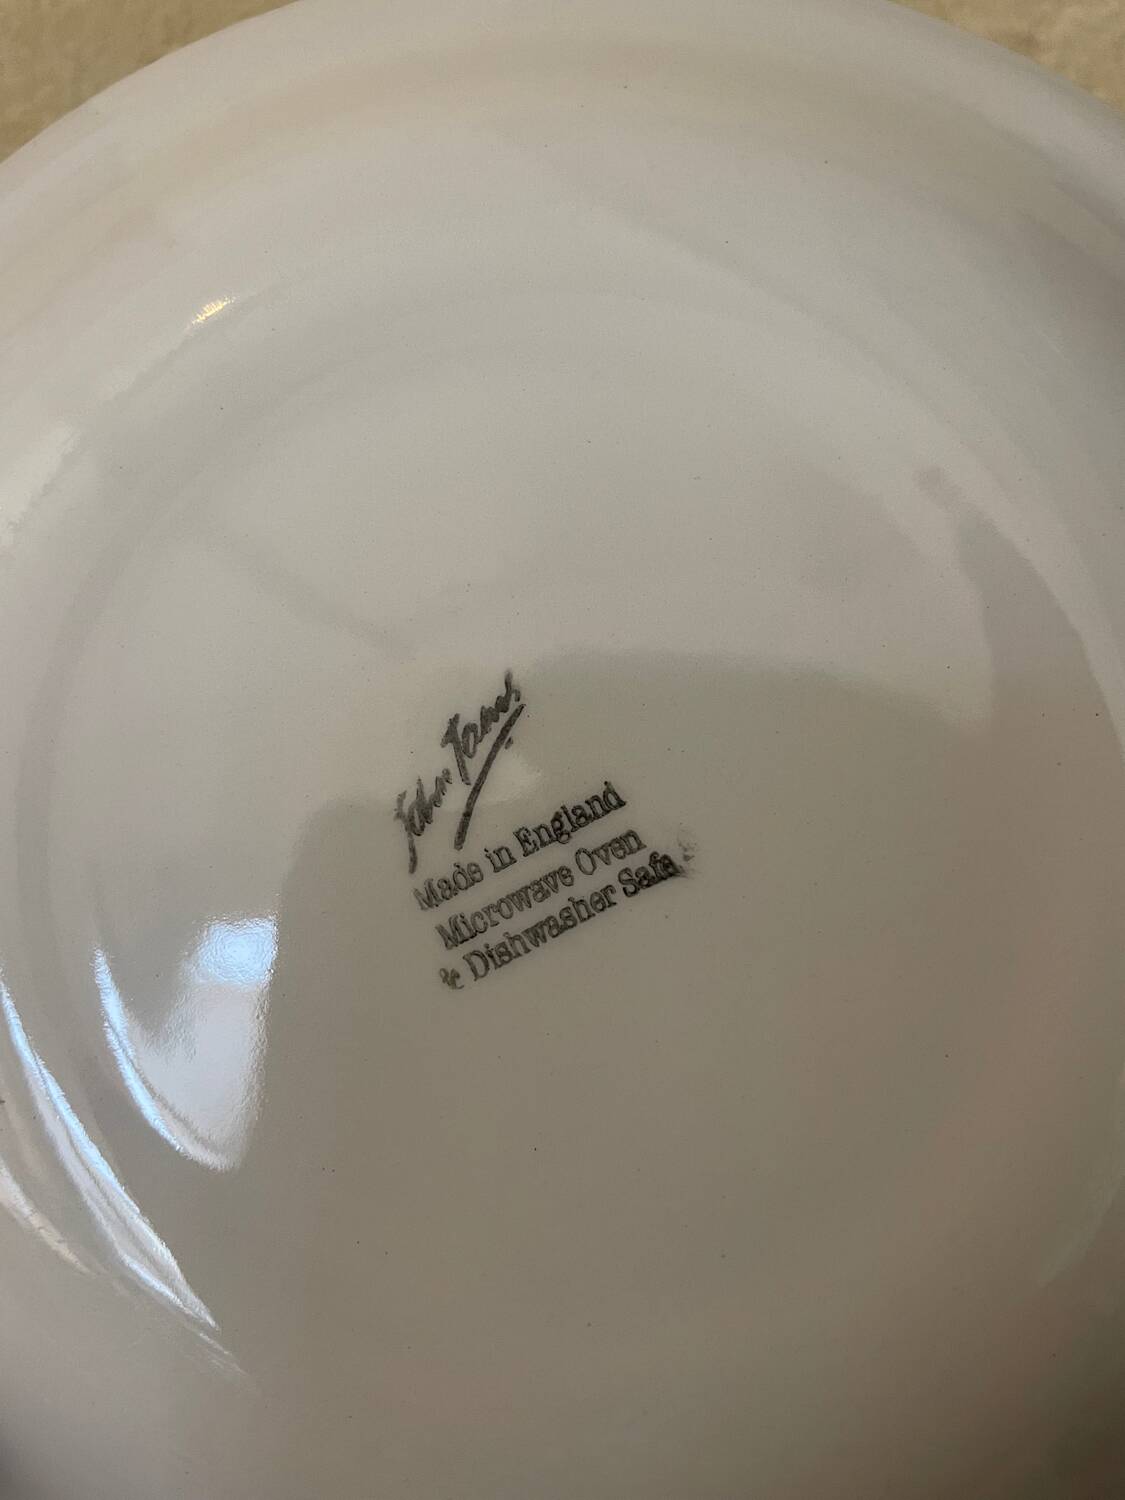 John Tams
Made in England
Microwave Oven
& Dishwasher Safe